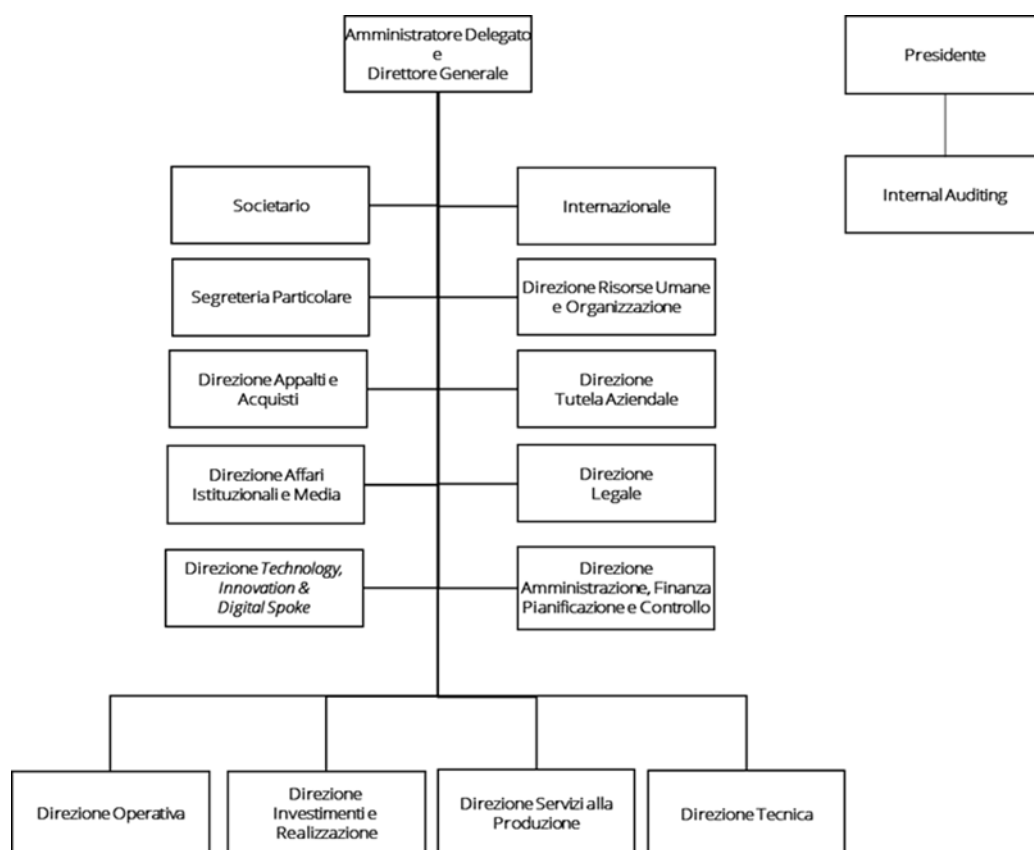 Amministratore Delegato
e
Direttore Generale
Presidente
Internal Auditing
Societario
Internazionale
Segreteria Particolare
Direzione Risorse Umane
e Organizzazione
Direzione Appalti e
Acquisti
Direzione
Tutela Aziendale
Direzione Affari
Istituzionali e Media
Direzione
Legale
Direzione Technology,
Innovation &
Digital Spoke
Direzione
Amministrazione, Finanza
Pianificazione e Controllo
Direzione Operativa
Direzione
Investimenti e
Realizzazione
Direzione Servizi alla
Produzione
Direzione Tecnica